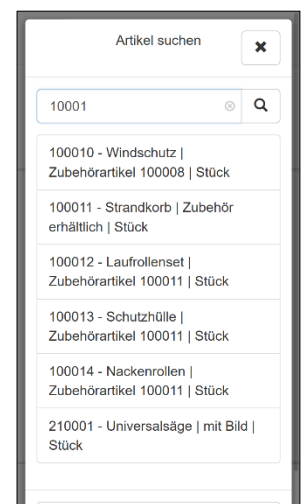 Artikel suchen
10001
100010 - Windschutz |
Zubehörartikel 100008 | Stück
100011 - Strandkorb | Zubehör
erhältlich | Stück
100012 - Laufrollenset |
Zubehörartikel 100011 | Stück
100013 - Schutzhülle |
Zubehörartikel 100011 | Stück
100014 - Nackenrollen |
Zubehörartikel 100011 | Stück
210001 - Universalsäge | mit Bild |
Stück